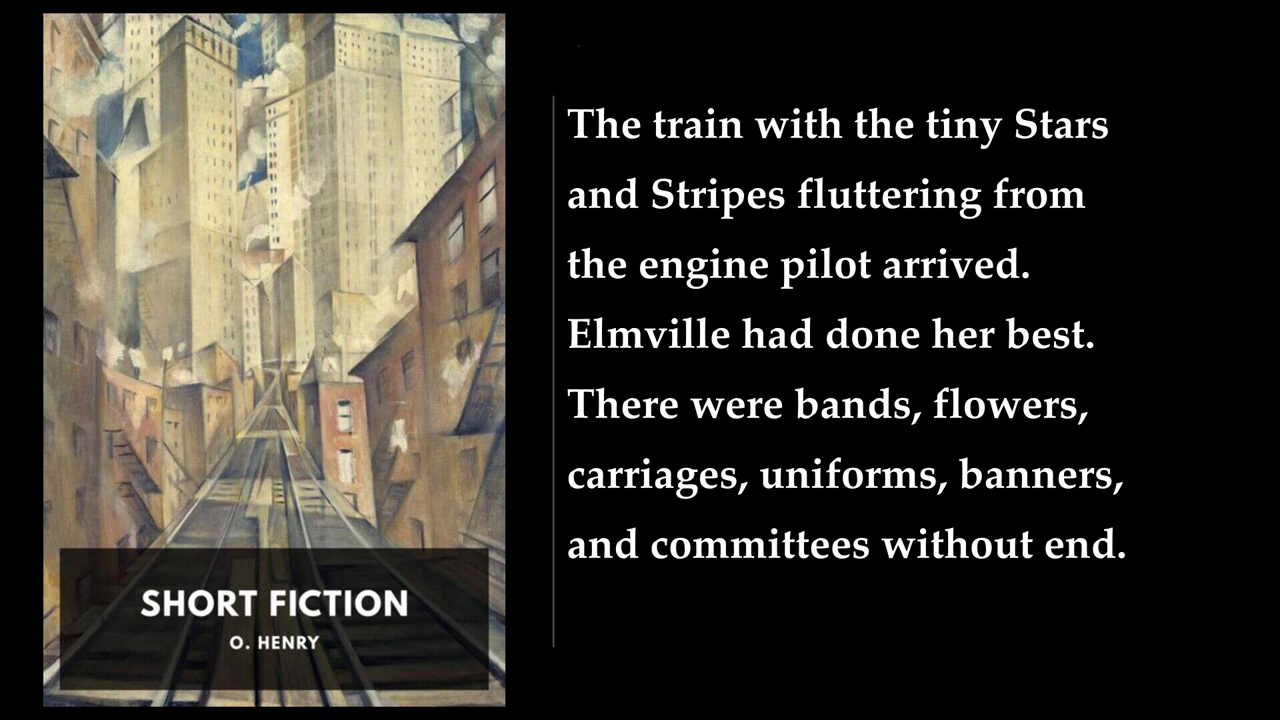 The train with the tiny Stars
and Stripes fluttering from
the engine pilot arrived.
Elmville had done her best.
There were bands, flowers,
carriages, uniforms, banners,
and committees without end.
SHORT FICTION
O. HENRY